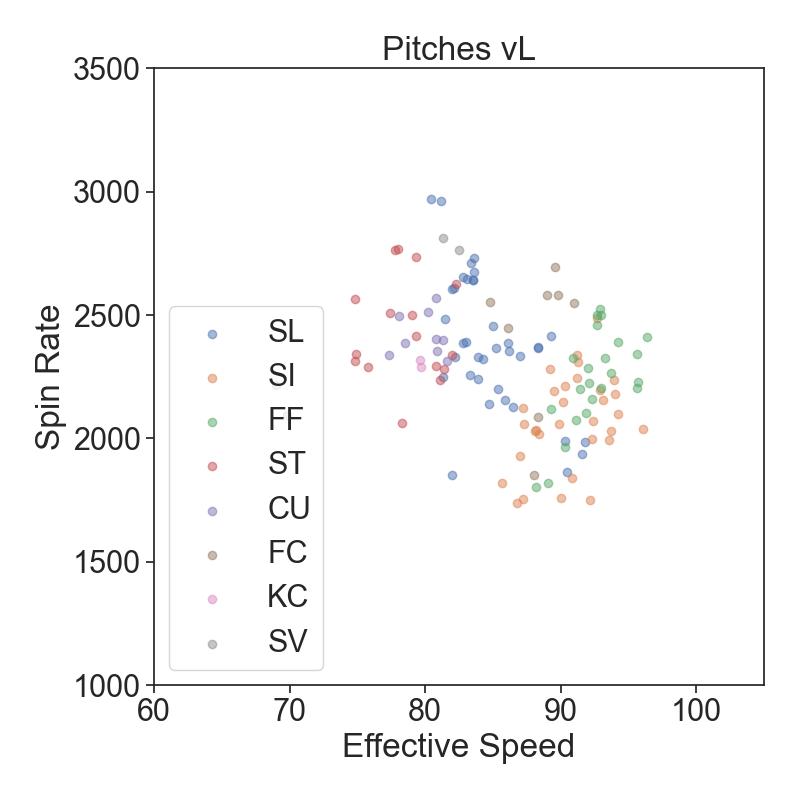 Pitches vL
3500
3000
2500
2000
1500
1000
Spin Rate
SL
SI
FF
ST
CU
FC
KC
SV
60 70 80 90 100
Effective Speed